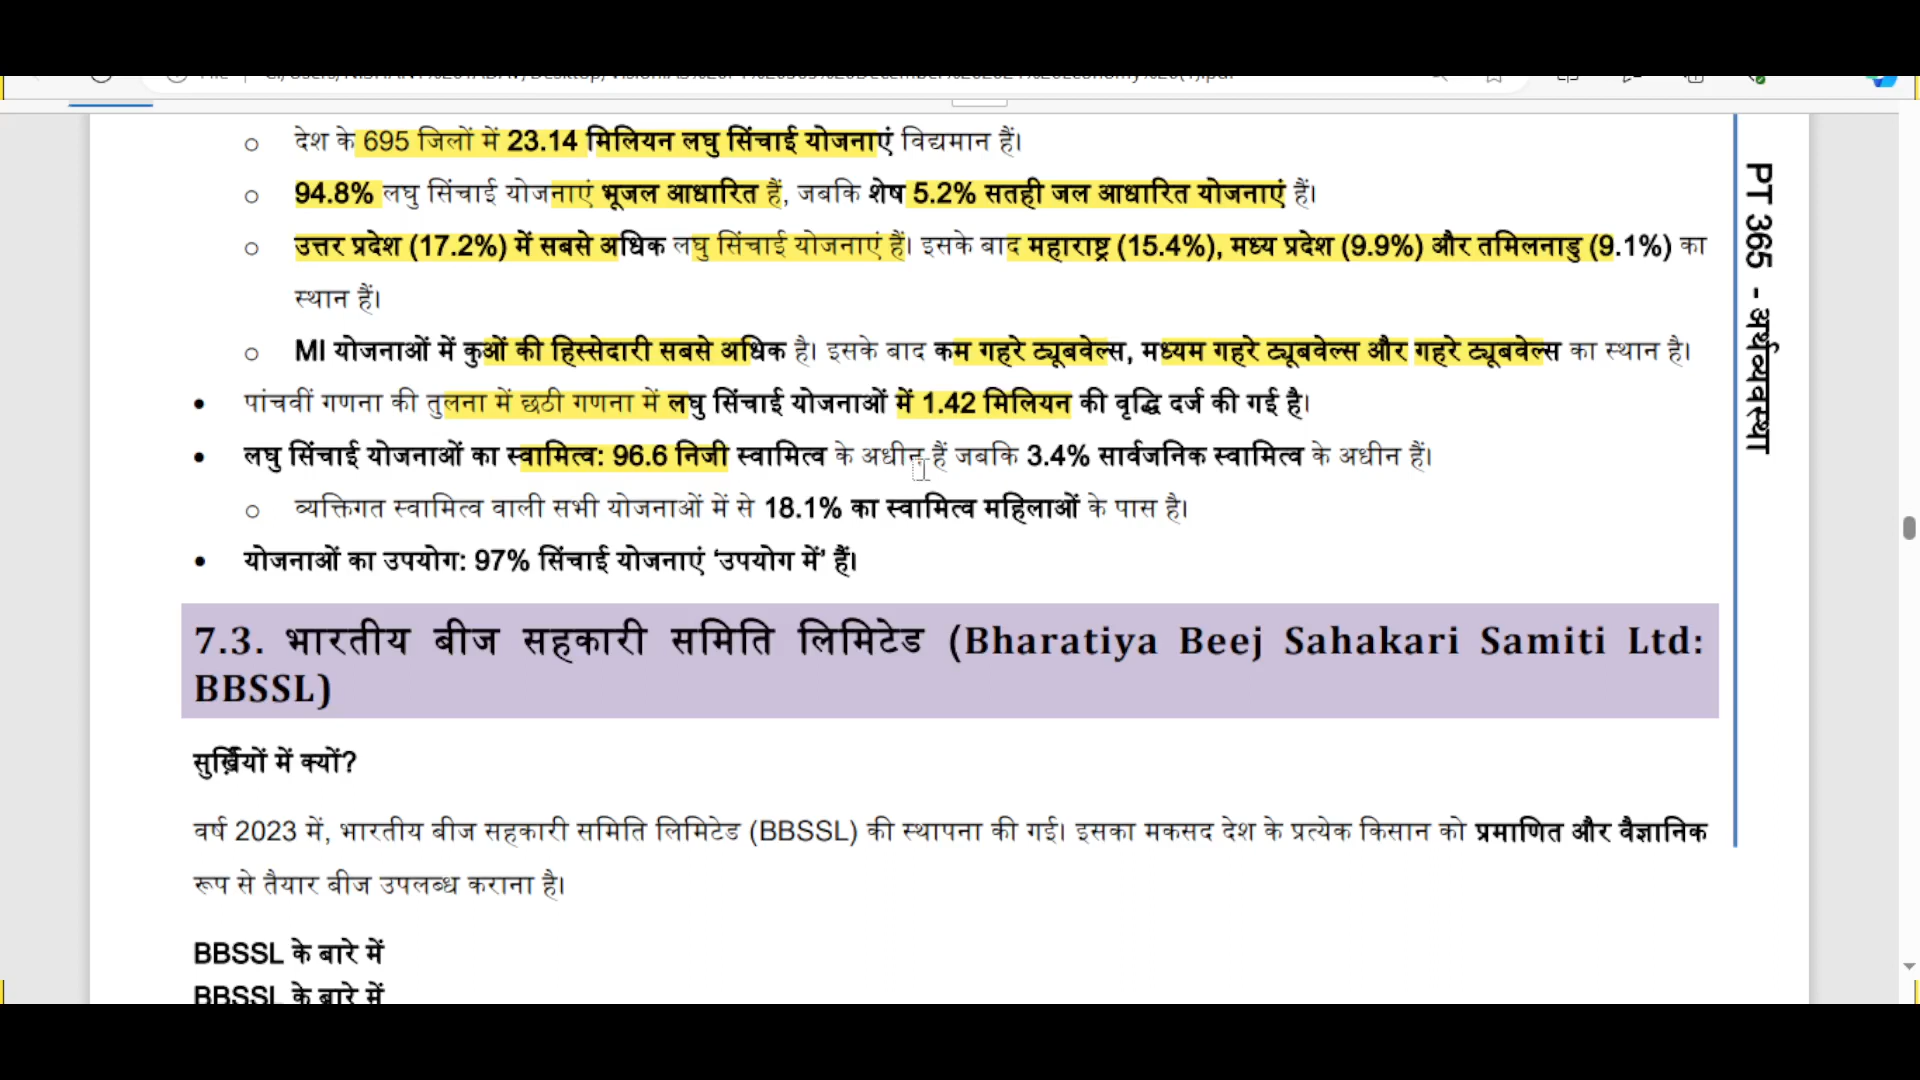 देश के 695 जिलों में 23.14 मिलियन लघु सिंचाई योजनाएं विद्यमान हैं।
94.8% लघु सिंचाई योजनाएं भूजल आधारित हैं, जबकि शेष 5.2% सतही जल आधारित योजनाएं हैं।
उत्तर प्रदेश (17.2%) में सबसे अधिक लघु सिंचाई योजनाएं हैं। इसके बाद महाराष्ट्र (15.4%), मध्य प्रदेश (9.9%) और तमिलनाडु (9.1%) का
स्थान हैं।
MI योजनाओं में कुओं की हिस्सेदारी सबसे अधिक है। इसके बाद कम गहरे ट्यूबवेल्स, मध्यम गहरे ट्यूबवेल्स और गहरे ट्यूबवेल्स का स्थान है।
पांचवीं गणना की तुलना में छठी गणना में लघु सिंचाई योजनाओं में 1.42 मिलियन की वृद्धि दर्ज की गई है।
लघु सिंचाई योजनाओं का स्वामित्व: 96.6 निजी स्वामित्व के अधीन हैं जबकि 3.4% सार्वजनिक स्वामित्व के अधीन हैं।
व्यक्तिगत स्वामित्व वाली सभी योजनाओं में से 18.1% का स्वामित्व महिलाओं के पास है।
योजनाओं का उपयोग: 97% सिंचाई योजनाएं ‘उपयोग में’ हैं।
7.3. भारतीय बीज सहकारी समिति लिमिटेड (Bharatiya Beej Sahakari Samiti Ltd:
BBSSL)
सुर्ख़ियों में क्यों?
वर्ष 2023 में, भारतीय बीज सहकारी समिति लिमिटेड (BBSSL) की स्थापना की गई। इसका मकसद देश के प्रत्येक किसान को प्रमाणित और वैज्ञानिक
रूप से तैयार बीज उपलब्ध कराना है।
BBSSL के बारे में
BBSSL के बारे में
PT 365 - अर्थव्यवस्था